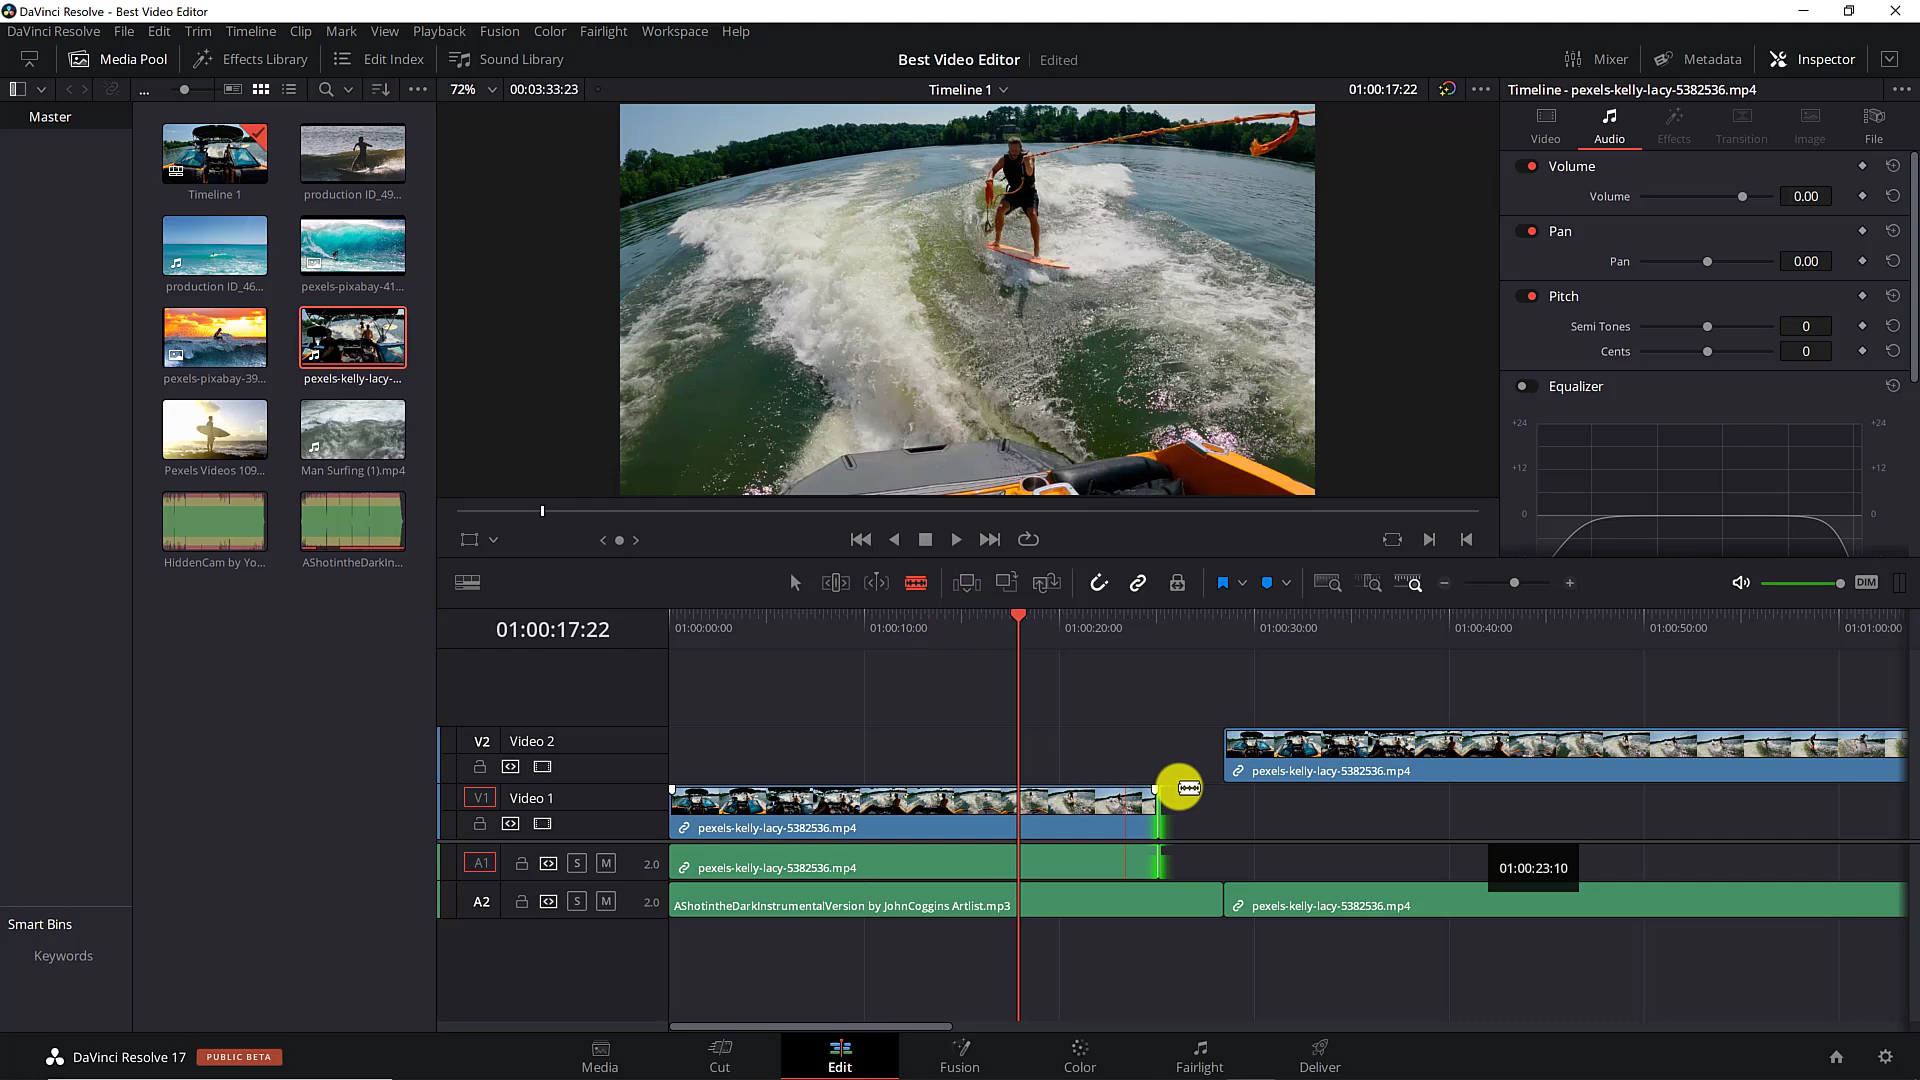 DaVinci Resolve - Best Video Editor
DaVinci Resolve File Edit Trim Timeline Clip Mark View Playback Fusion Color Fairlight Workspace Help
Media Pool Effects Library Edit Index Sound Library Best Video Editor Edited Mixer Metadata Inspector
... 72% 00:03:33:23 Timeline 1 01:00:17:22 Timeline - pexels-kelly-lacy-5382536.mp4
Master
Video Audio Effects Transition Image File
Timeline 1 production ID_49...
production ID_46... pexels-pixabay-41...
pexels-pixabay-39... pexels-kelly-lacy-...
Pexels Videos 109... Man Surfing (1).mp4
HiddenCam by Yo... AShotintheDarkIn...
Volume
Volume 0.00
Pan
Pan 0.00
Pitch
Semi Tones 0
Cents 0
Equalizer
+24 +24
+12 +12
0 0
DIM
01:00:17:22 01:00:00:00 01:00:10:00 01:00:20:00 01:00:30:00 01:00:40:00 01:00:50:00 01:01:00:00
V2 Video 2
pexels-kelly-lacy-5382536.mp4
V1 Video 1
pexels-kelly-lacy-5382536.mp4
A1 S M 2.0 pexels-kelly-lacy-5382536.mp4 01:00:23:10
A2 S M 2.0 AShotintheDarkInstrumentalVersion by JohnCoggins Artlist.mp3 pexels-kelly-lacy-5382536.mp4
Smart Bins
Keywords
DaVinci Resolve 17 PUBLIC BETA
Media Cut Edit Fusion Color Fairlight Deliver